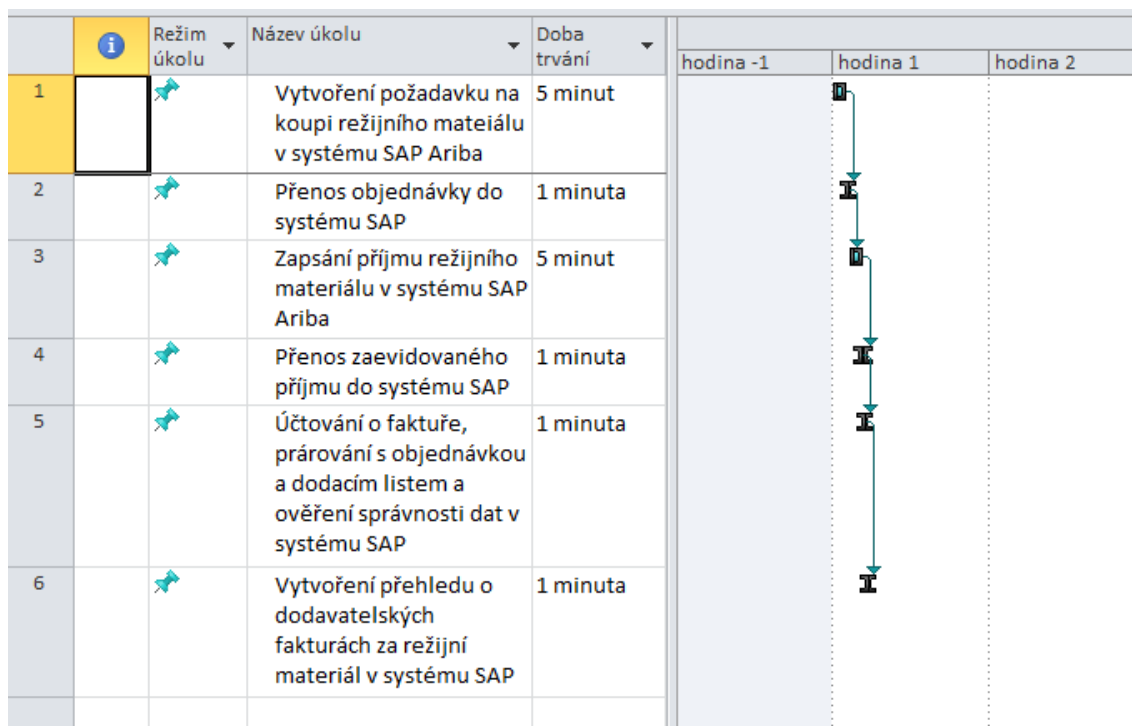 Režim úkolu
Název úkolu
Doba trvání
hodina -1
hodina 1
hodina 2
1
Vytvoření požadavku na
koupi režijního mateiálu
v systému SAP Ariba
5 minut
2
Přenos objednávky do
systému SAP
1 minuta
3
Zapsání příjmu režijního
materiálu v systému SAP
Ariba
5 minut
4
Přenos zaevidovaného
příjmu do systému SAP
1 minuta
5
Účtování o faktuře,
prárování s objednávkou
a dodacím listem a
ověření správnosti dat v
systému SAP
1 minuta
6
Vytvoření přehledu o
dodavatelských
fakturách za režijní
materiál v systému SAP
1 minuta